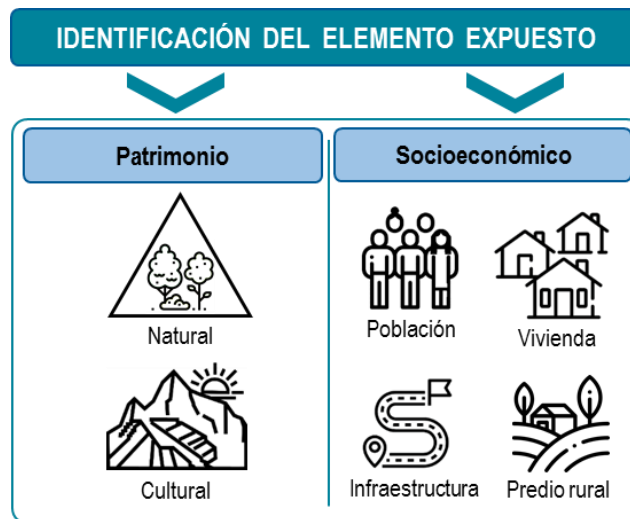 IDENTIFICACIÓN DEL ELEMENTO EXPUESTO
Patrimonio
Natural
Cultural
Socioeconómico
Población
Vivienda
Infraestructura
Predio rural